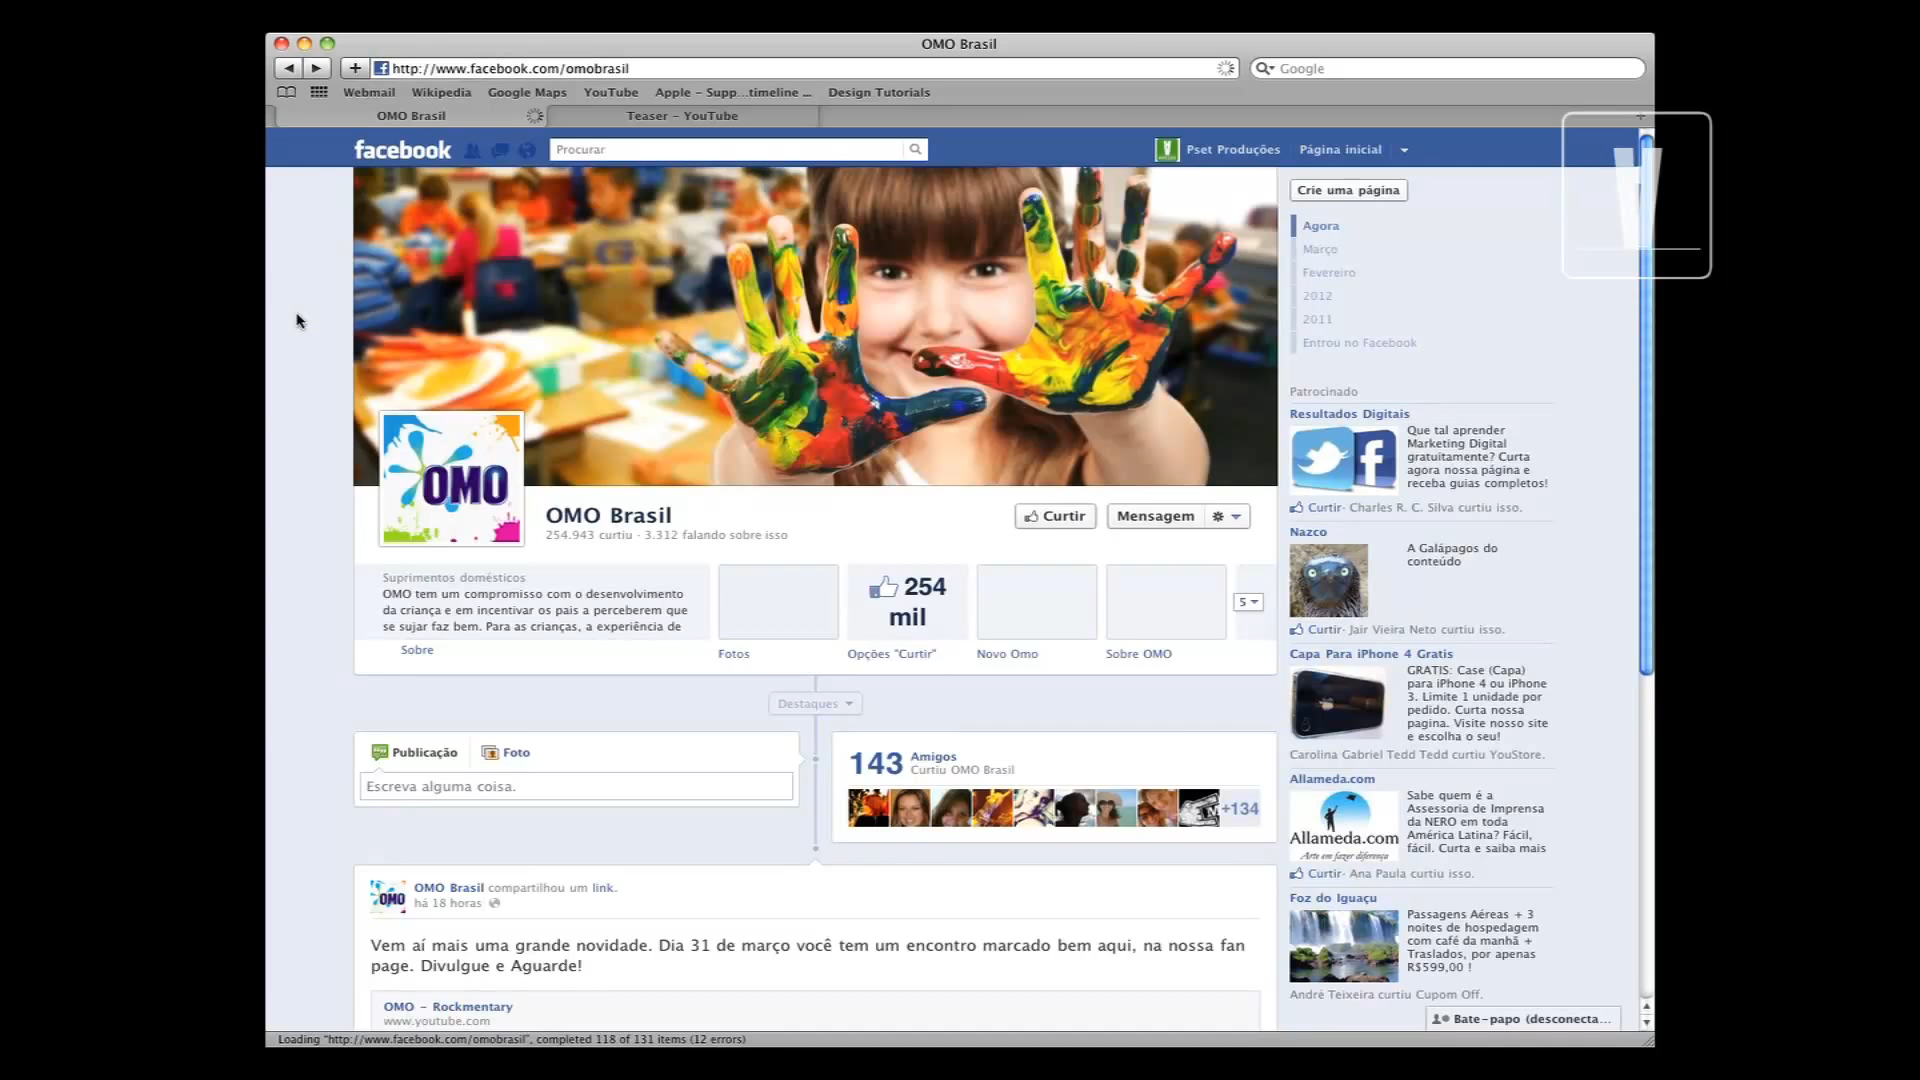 OMO Brasil
http://www.facebook.com/omobrasil
Google
Webmail Wikipedia Google Maps YouTube Apple – Supp...timeline ... Design Tutorials
OMO Brasil
Teaser – YouTube
facebook
Procurar
Pset Produções
Página inicial
Crie uma página
Agora
Março
Fevereiro
2012
2011
Entrou no Facebook
OMO
OMO Brasil
254.943 curtiu · 3.312 falando sobre isso
Curtir
Mensagem
Suprimentos domésticos
OMO tem um compromisso com o desenvolvimento
da criança e em incentivar os pais a perceberem que
se sujar faz bem. Para as crianças, a experiência de
Sobre
Fotos
254
mil
Opções "Curtir"
Novo Omo
Sobre OMO
5
Destaques
Publicação
Foto
Escreva alguma coisa.
143 Amigos
Curtiu OMO Brasil
+134
OMO
OMO Brasil compartilhou um link.
há 18 horas
Vem aí mais uma grande novidade. Dia 31 de março você tem um encontro marcado bem aqui, na nossa fan
page. Divulgue e Aguarde!
OMO – Rockmentary
www.youtube.com
Patrocinado
Resultados Digitais
Que tal aprender
Marketing Digital
gratuitamente? Curta
agora nossa página e
receba guias completos!
Curtir · Charles R. C. Silva curtiu isso.
Nazco
A Galápagos do
conteúdo
Curtir · Jair Vieira Neto curtiu isso.
Capa Para iPhone 4 Gratis
GRATIS: Case (Capa)
para iPhone 4 ou iPhone
3. Limite 1 unidade por
pedido. Curta nossa
pagina. Visite nosso site
e escolha o seu!
Carolina Gabriel Tedd Tedd curtiu YouStore.
Allameda.com
Allameda.com
Arte em fazer diferença
Sabe quem é a
Assessoria de Imprensa
da NERO em toda
América Latina? Fácil,
fácil. Curta e saiba mais
Curtir · Ana Paula curtiu isso.
Foz do Iguaçu
Passagens Aéreas + 3
noites de hospedagem
com café da manhã +
Traslados, por apenas
R$599,00 !
André Teixeira curtiu Cupom Off.
Bate-papo (desconecta...
Loading "http://www.facebook.com/omobrasil", completed 118 of 131 items (12 errors)